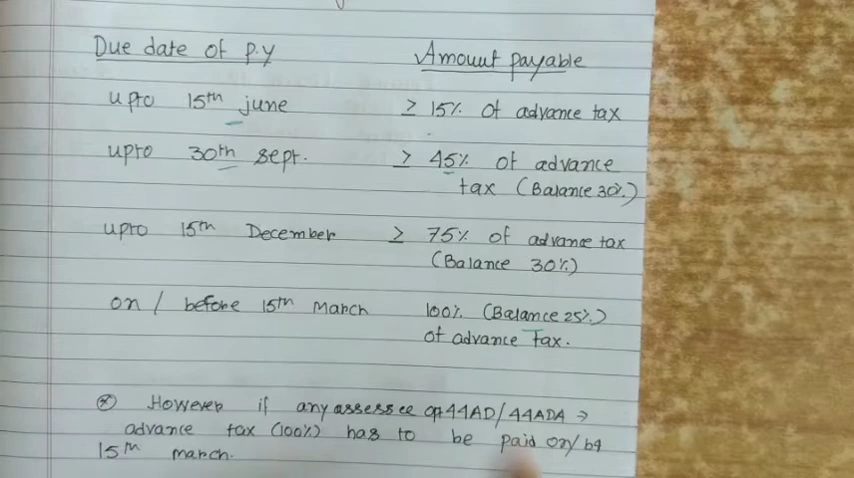 Due date of P.Y Amount payable
upto 15th june ≥ 15% of advance tax
upto 30th sept. ≥ 45% of advance
tax (Balance 30%)
upto 15th December ≥ 75% of advance tax
(Balance 30%)
on / before 15th March 100% (Balance 25%)
of advance Tax.
⊛ However if any assessee opt 44AD/44ADA →
advance tax (100%) has to be paid on/b4
15th march.